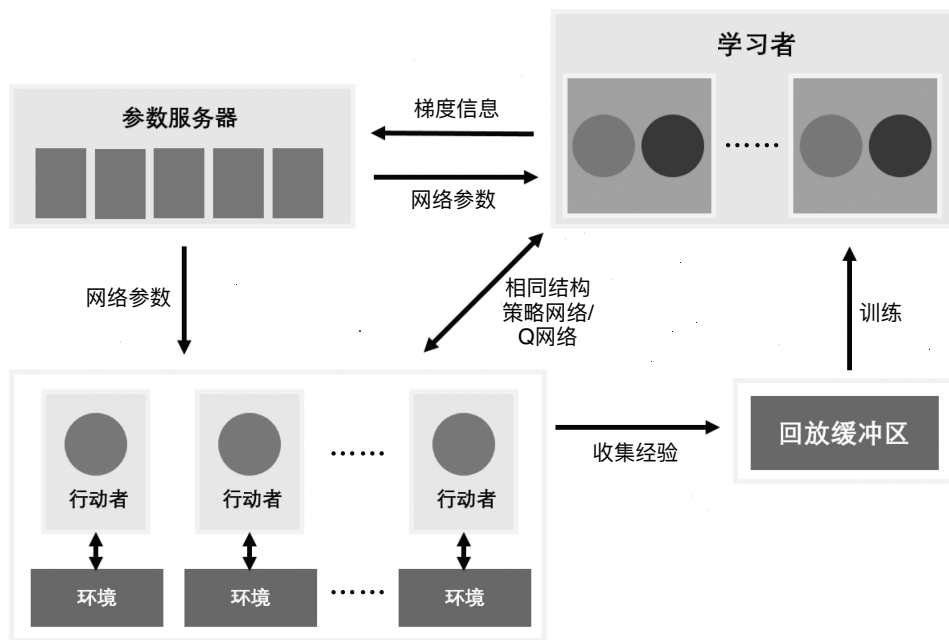 学习者
参数服务器
梯度信息
……
网络参数
网络参数
相同结构
策略网络/
Q网络
训练
行动者
行动者
……
行动者
收集经验
回放缓冲区
环境
环境
……
环境